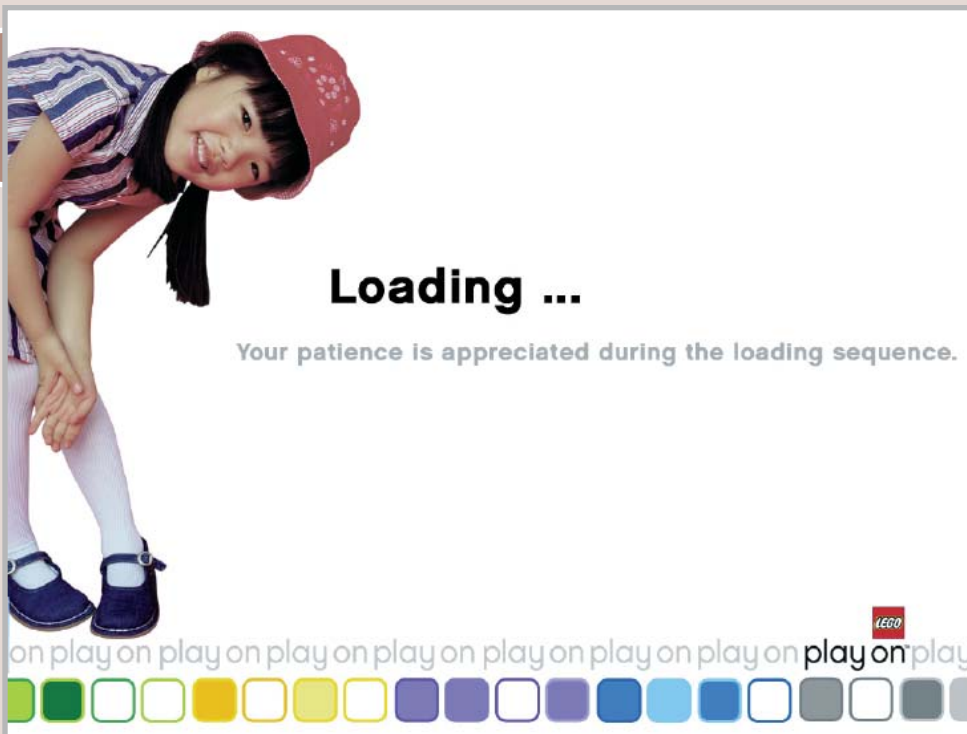 Loading ...
Your patience is appreciated during the loading sequence.
LEGO
on play on play on play on play on play on play on play on play on play